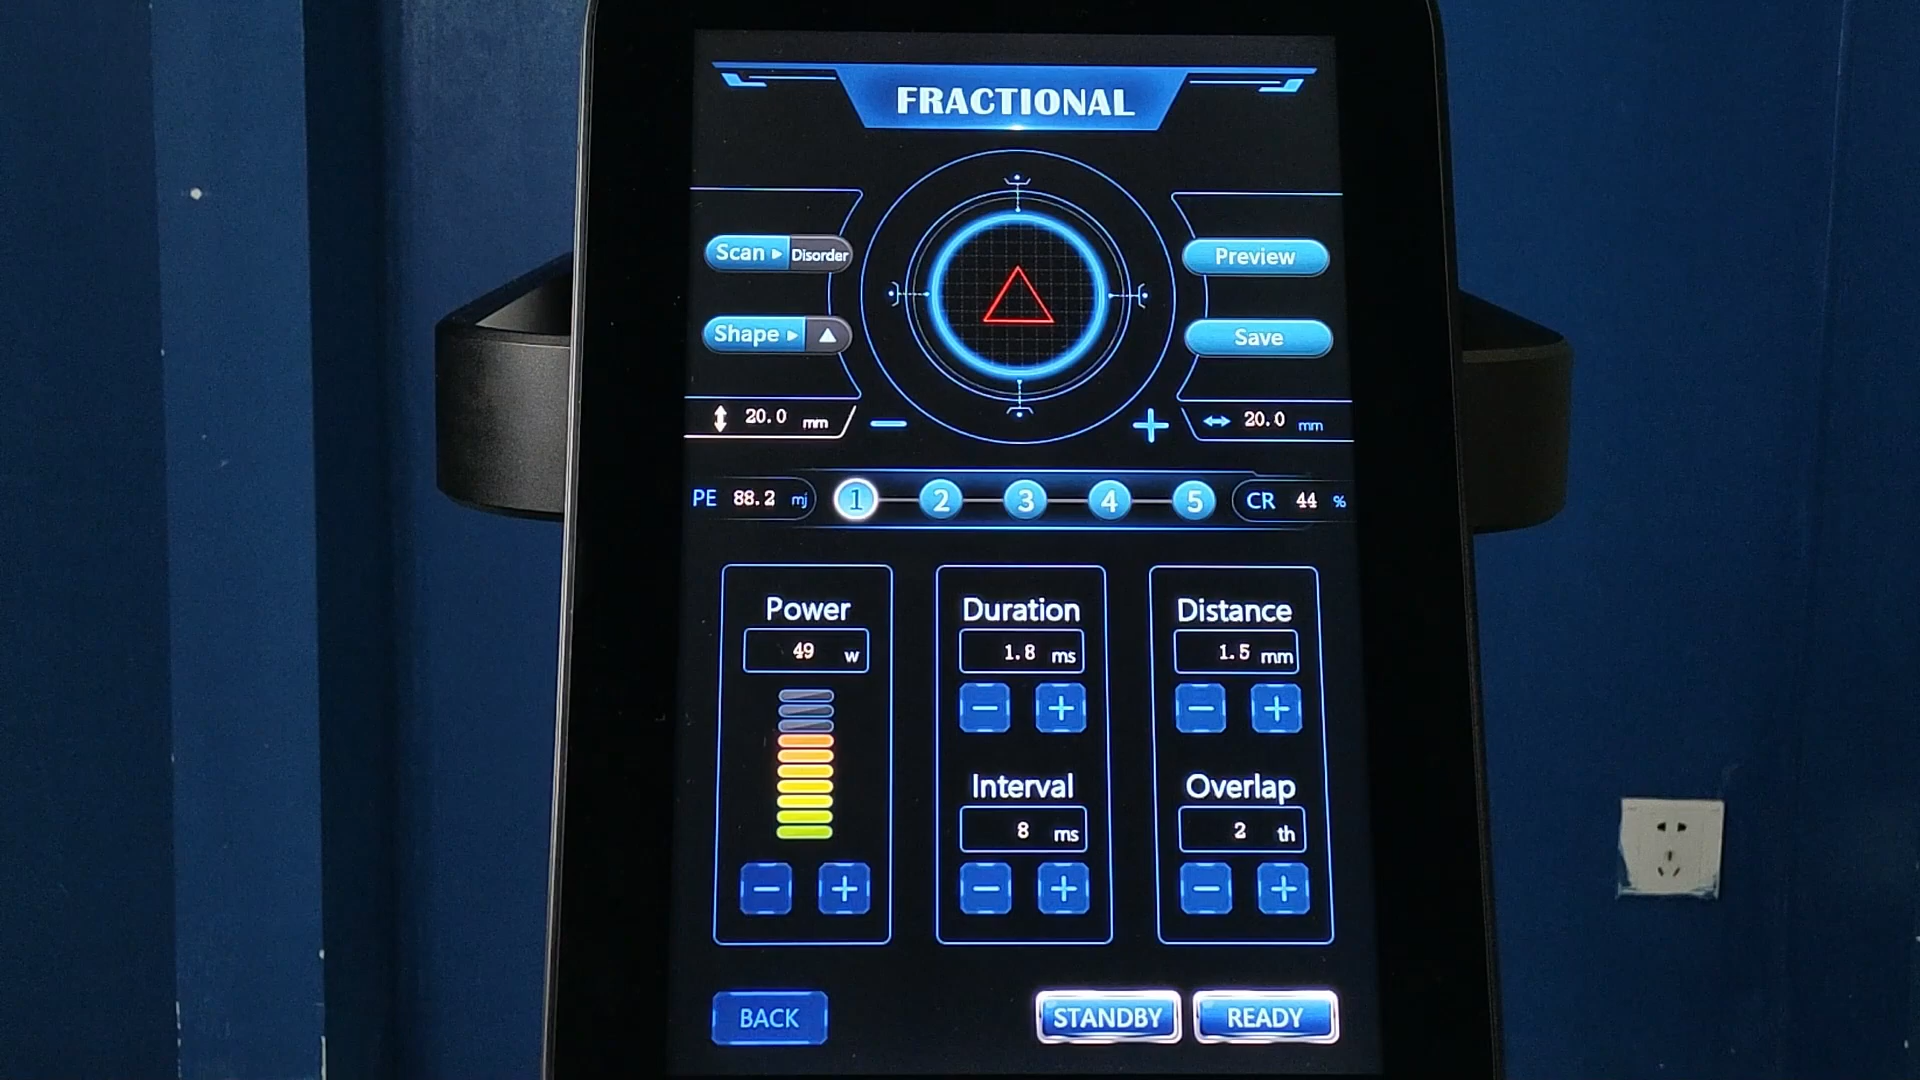 FRACTIONAL
Scan Disorder
Preview
Shape
Save
20.0 mm
20.0 mm
PE 88.2 mj 1 2 3 4 5 CR 44 %
Power
49 w
Duration
1.8 ms
Distance
1.5 mm
Interval
8 ms
Overlap
2 th
BACK STANDBY READY